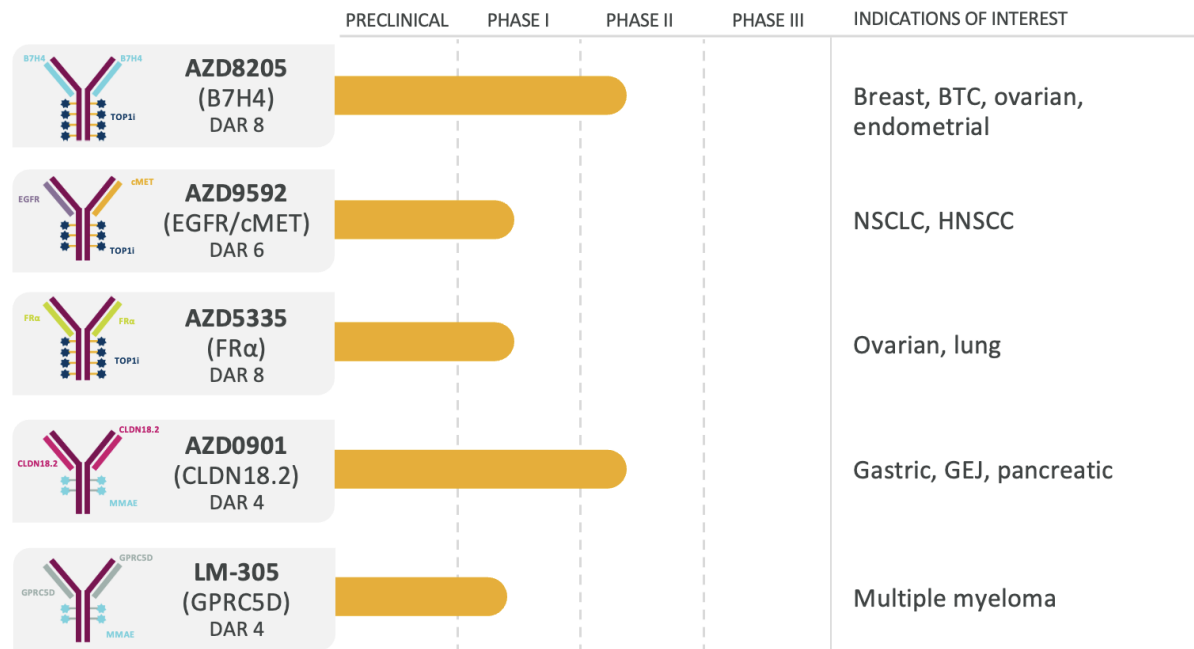 PRECLINICAL PHASE I PHASE II PHASE III INDICATIONS OF INTEREST
B7H4 B7H4
TOP1i
AZD8205
(B7H4)
DAR 8
Breast, BTC, ovarian,
endometrial
EGFR cMET
TOP1i
AZD9592
(EGFR/cMET)
DAR 6
NSCLC, HNSCC
FRα FRα
TOP1i
AZD5335
(FRα)
DAR 8
Ovarian, lung
CLDN18.2
CLDN18.2
MMAE
AZD0901
(CLDN18.2)
DAR 4
Gastric, GEJ, pancreatic
GPRC5D
GPRC5D
MMAE
LM-305
(GPRC5D)
DAR 4
Multiple myeloma